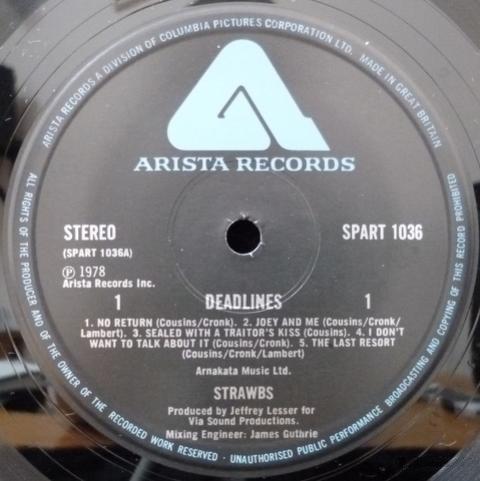 ARISTA RECORDS A DIVISION OF COLUMBIA PICTURES CORPORATION LTD. MADE IN GREAT BRITAIN
ARISTA RECORDS
STEREO
SPART 1036
(SPART 1036A)
℗ 1978
Arista Records Inc.
1 DEADLINES 1
1. NO RETURN (Cousins/Cronk). 2. JOEY AND ME (Cousins/Cronk/
Lambert). 3. SEALED WITH A TRAITOR'S KISS (Cousins). 4. I DON'T
WANT TO TALK ABOUT IT (Cousins/Cronk). 5. THE LAST RESORT
(Cousins/Cronk/Lambert)
Arnakata Music Ltd.
STRAWBS
Produced by Jeffrey Lesser for
Via Sound Productions.
Mixing Engineer: James Guthrie
ALL RIGHTS OF THE PRODUCER AND OF THE OWNER OF THE RECORDED WORK RESERVED · UNAUTHORISED PUBLIC PERFORMANCE BROADCASTING AND COPYING OF THIS RECORD PROHIBITED